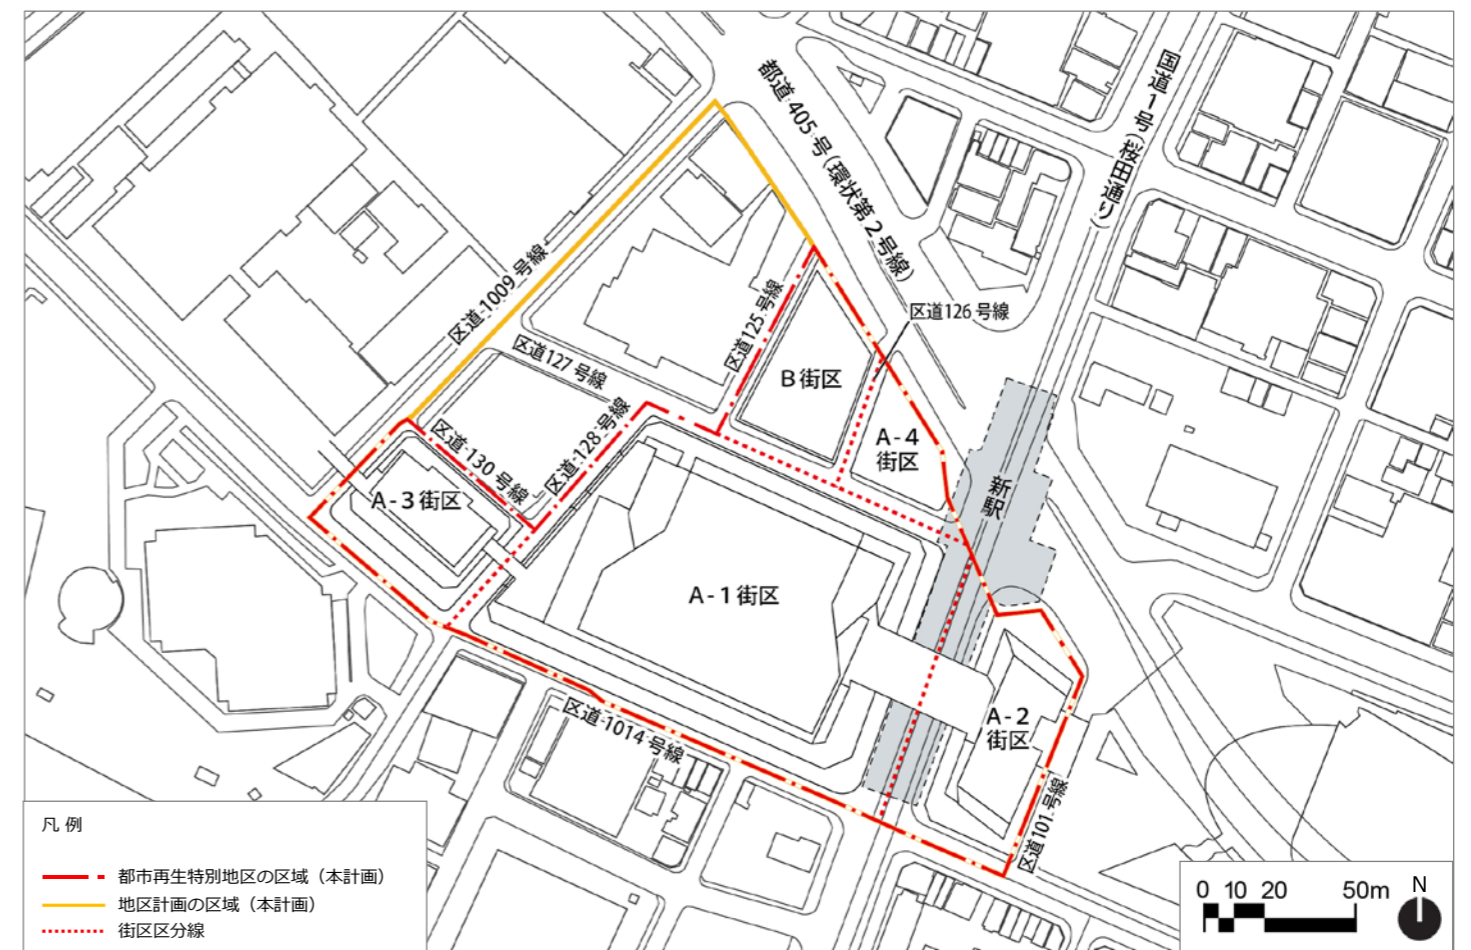 国道1号(桜田通り)
都道405号(環状第2号線)
区道1009号線
区道125号線
区道126号線
区道127号線
B街区
区道128号線
A-4
街区
区道130号線
A-3街区
新駅
A-1街区
A-2
街区
区道1014号線
区道101号線
凡例
都市再生特別地区の区域(本計画)
地区計画の区域(本計画)
街区区分線
0 10 20 50m
N